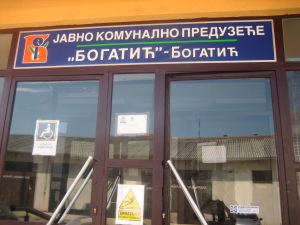 ЈАВНО КОМУНАЛНО ПРЕДУЗЕЋЕ
„БОГАТИЋ”-БОГАТИЋ